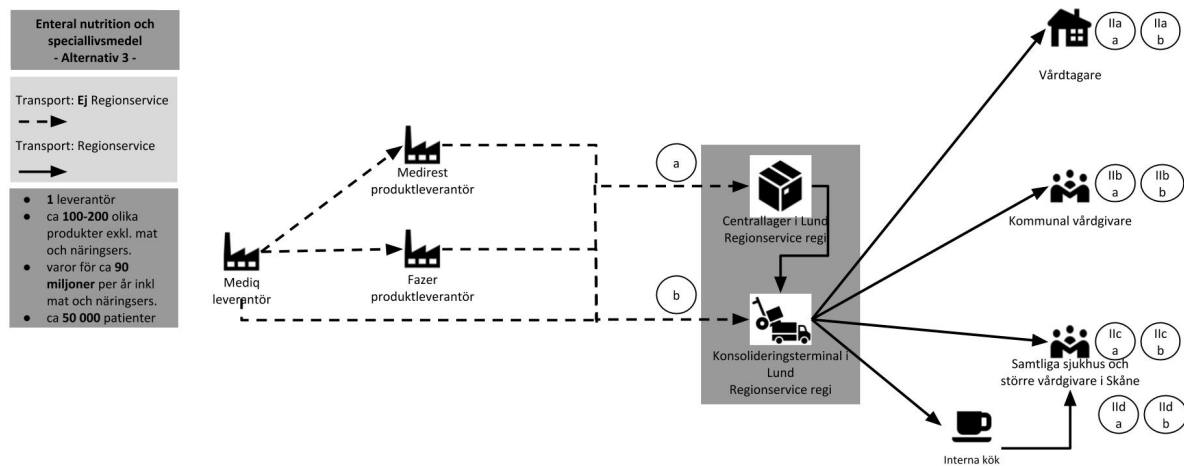 Enteral nutrition och
speciallivsmedel
- Alternativ 3 -
Transport: Ej Regionservice
Transport: Regionservice
● 1 leverantör
● ca 100-200 olika
produkter exkl. mat
och näringsers.
● varor för ca 90
miljoner per år inkl
mat och näringsers.
● ca 50 000 patienter
Mediq
leverantör
Medirest
produktleverantör
Fazer
produktleverantör
a
b
Centrallager i Lund
Regionservice regi
Konsolideringsterminal i
Lund
Regionservice regi
IIa
a
IIa
b
Vårdtagare
IIb
a
IIb
b
Kommunal vårdgivare
IIc
a
IIc
b
Samtliga sjukhus och
större vårdgivare i Skåne
IId
a
IId
b
Interna kök